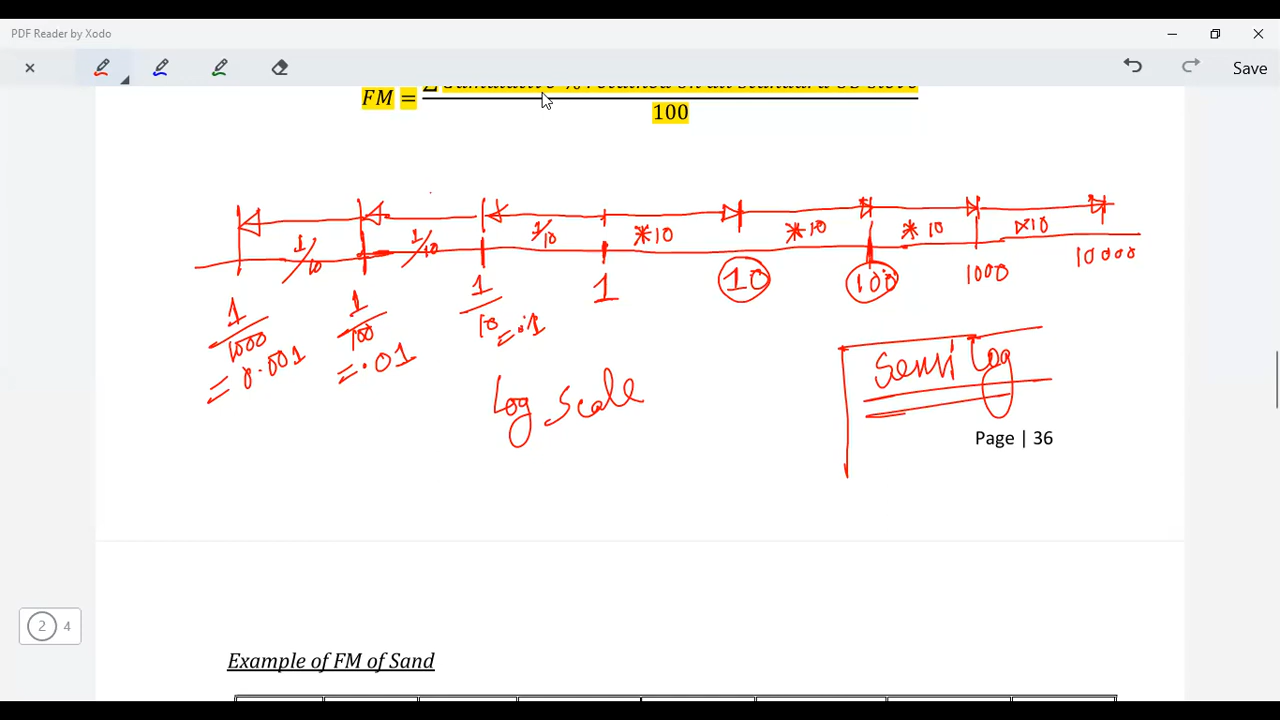 PDF Reader by Xodo
Save
FM =
100
1/10 1/10 1/10 *10 *10 *10 *10
1/1000 = 0.001
1/100 = .01
1/10 = .1
1 10 100 1000 10000
Log Scale
Semi Log
Page | 36
2 4
Example of FM of Sand